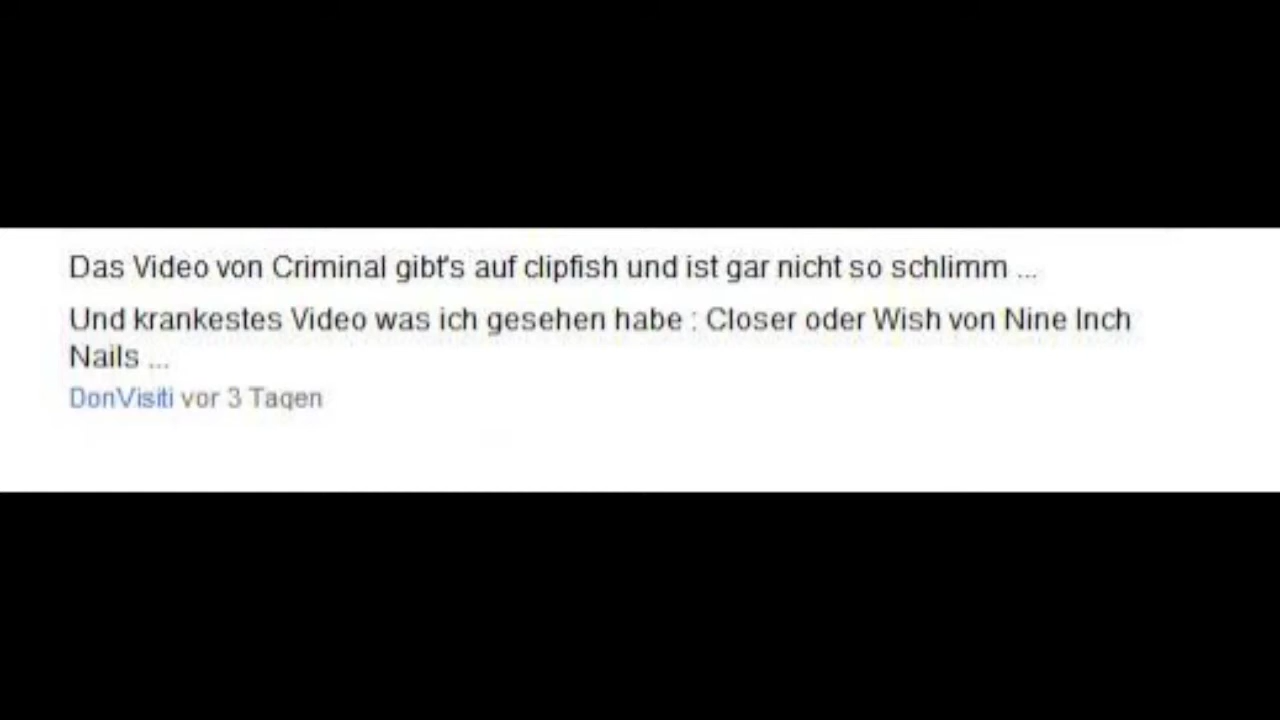 Das Video von Criminal gibt's auf clipfish und ist gar nicht so schlimm ...
Und krankestes Video was ich gesehen habe : Closer oder Wish von Nine Inch
Nails ...
DonVisiti vor 3 Tagen